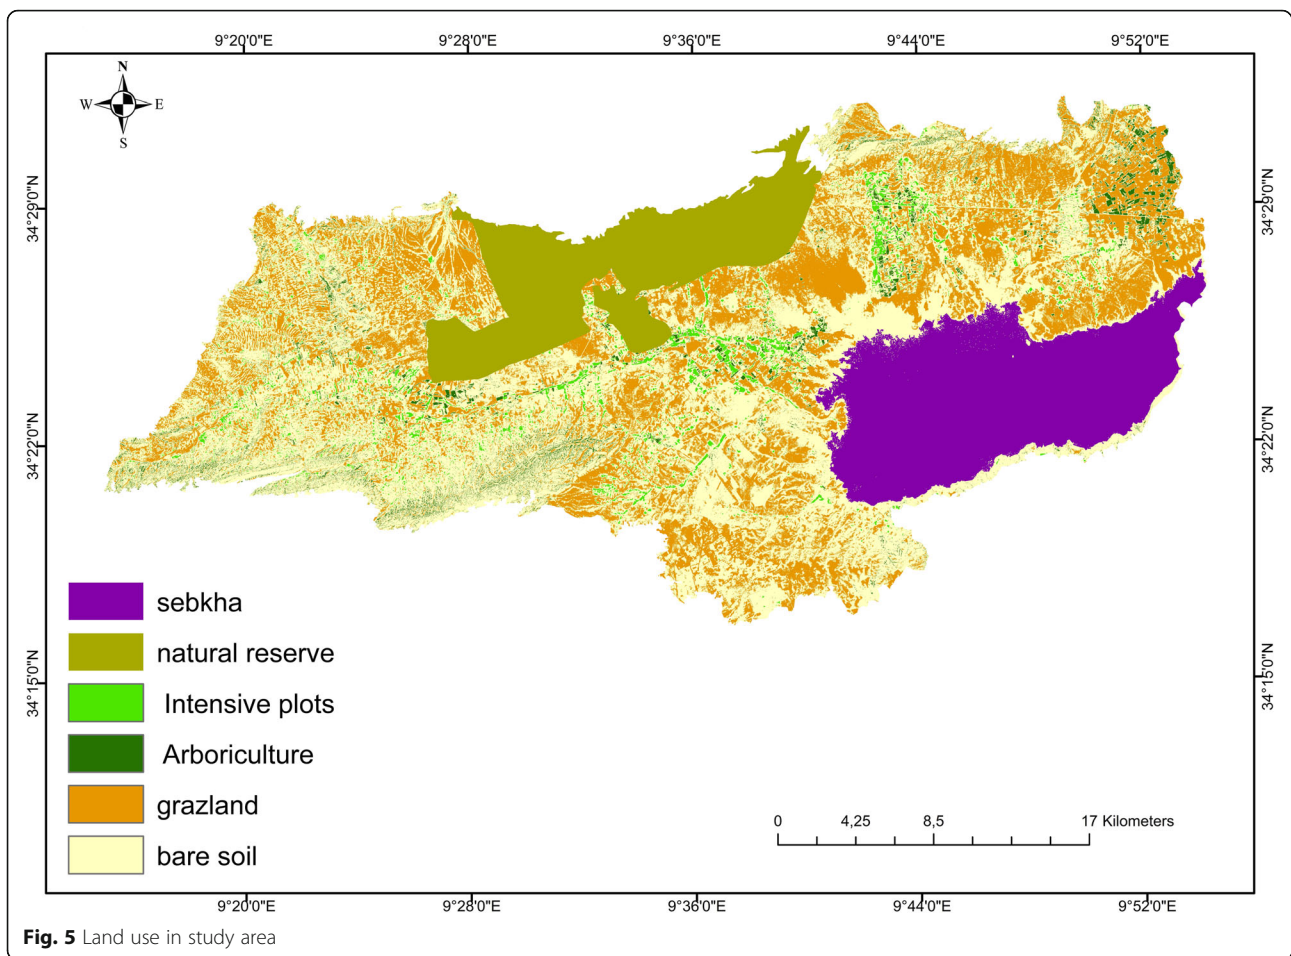 9°20'0"E 9°28'0"E 9°36'0"E 9°44'0"E 9°52'0"E
N
W E
S
34°29'0"N 34°29'0"N
34°22'0"N 34°22'0"N
34°15'0"N 34°15'0"N
sebkha
natural reserve
Intensive plots
Arboriculture
grazland
bare soil
0 4,25 8,5 17 Kilometers
9°20'0"E 9°28'0"E 9°36'0"E 9°44'0"E 9°52'0"E
Fig. 5 Land use in study area